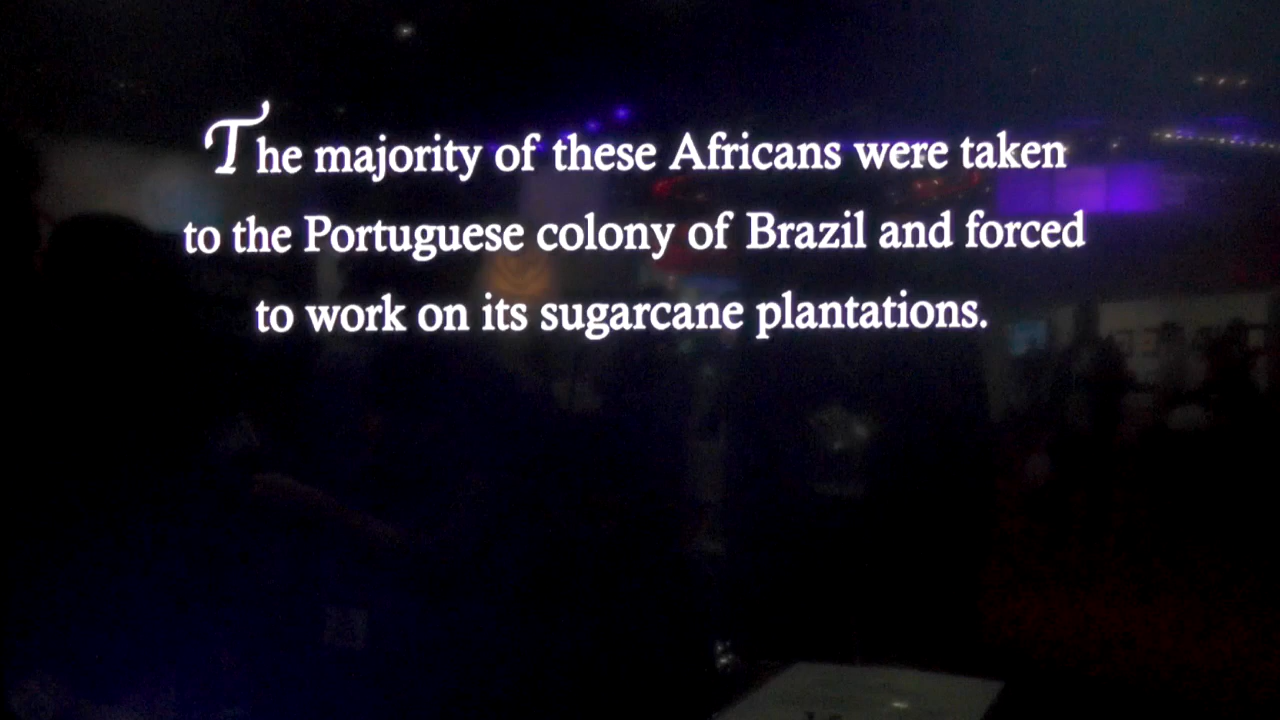 The majority of these Africans were taken
to the Portuguese colony of Brazil and forced
to work on its sugarcane plantations.